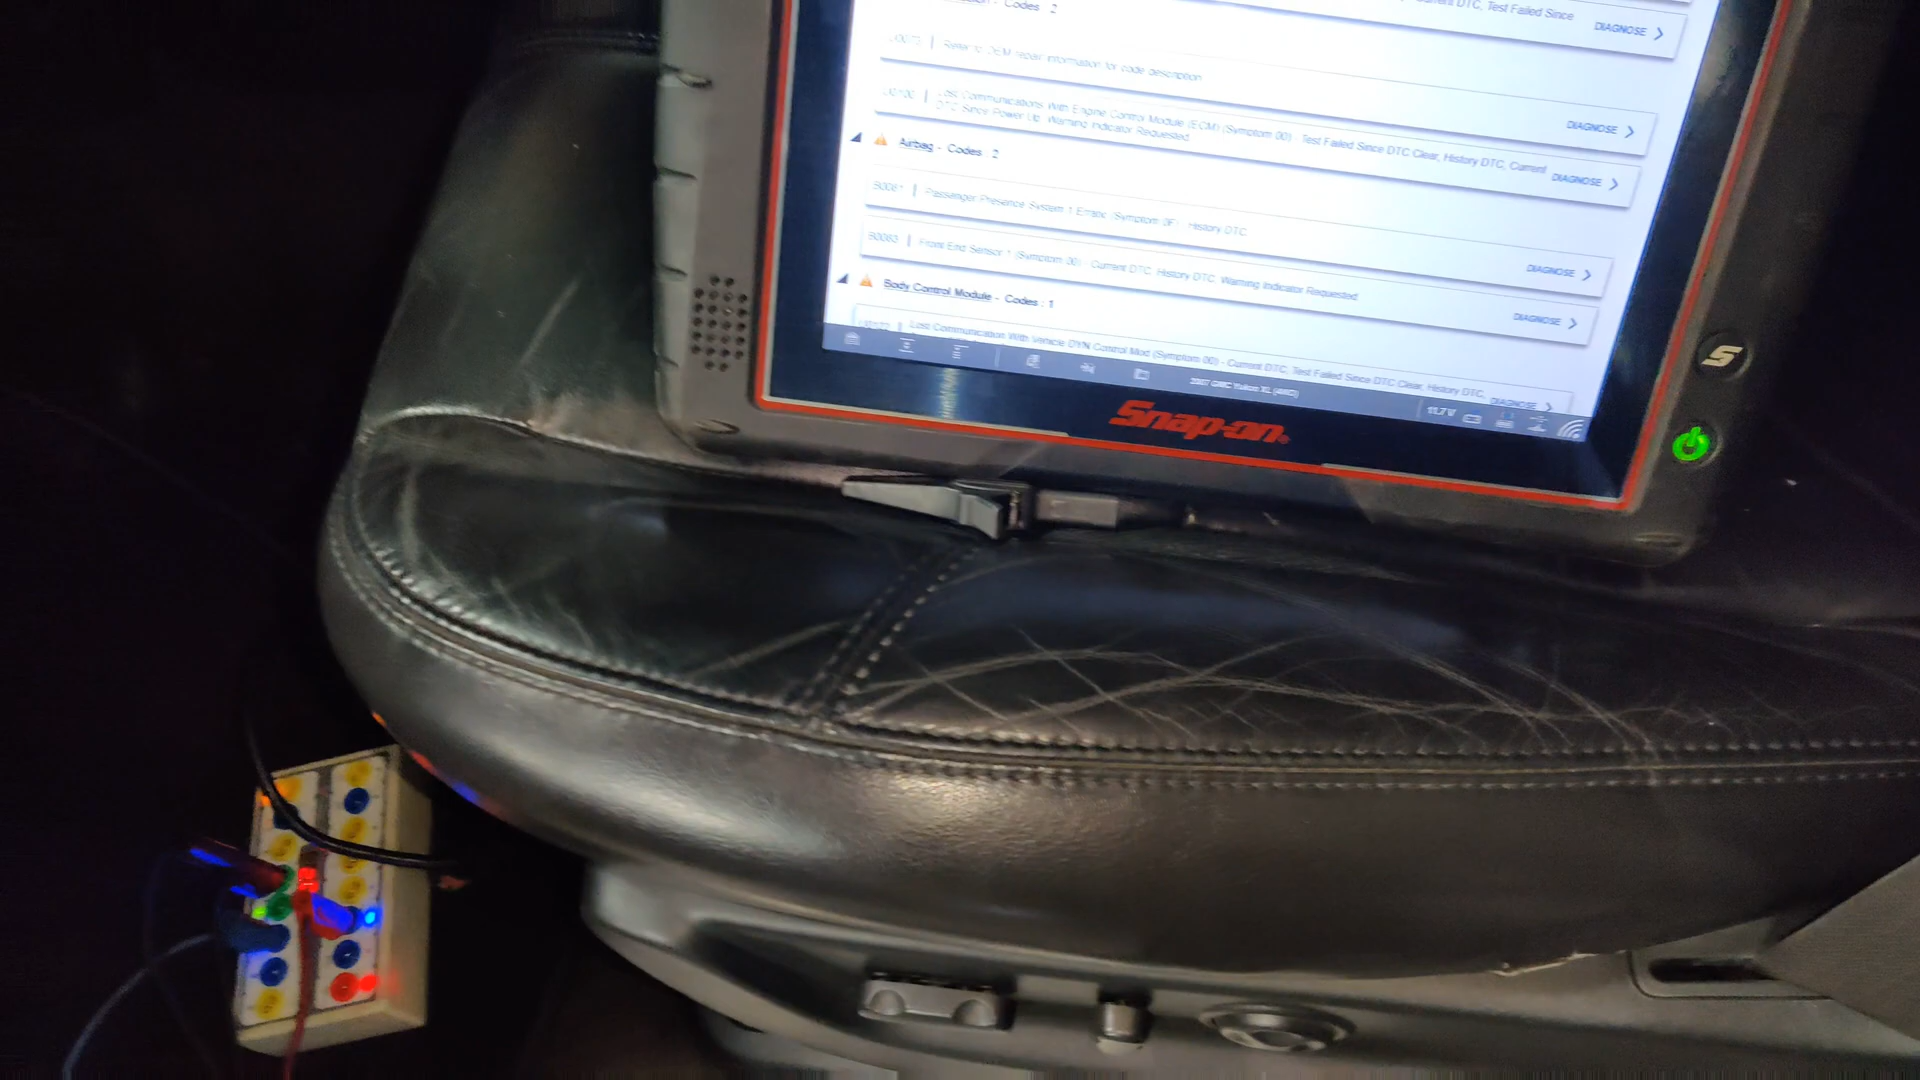 Codes : 2
Current DTC, Test Failed Since
DIAGNOSE
Refer to OEM repair information for code description
DIAGNOSE
Lost Communications With Engine Control Module (ECM) (Symptom 00) - Test Failed Since DTC Clear, History DTC, Current
DTC Since Power Up, Warning Indicator Requested
DIAGNOSE
Airbag - Codes : 2
B0081 | Passenger Presence System 1 Erratic (Symptom 0F) - History DTC
DIAGNOSE
B0083 | Front End Sensor 1 (Symptom 00) - Current DTC, History DTC, Warning Indicator Requested
DIAGNOSE
Body Control Module - Codes : 1
Lost Communication With Vehicle DYN Control Mod (Symptom 00) - Current DTC, Test Failed Since DTC Clear, History DTC,
DIAGNOSE
2007 GMC Yukon XL (4WD)
11.7 V
Snap-on
S